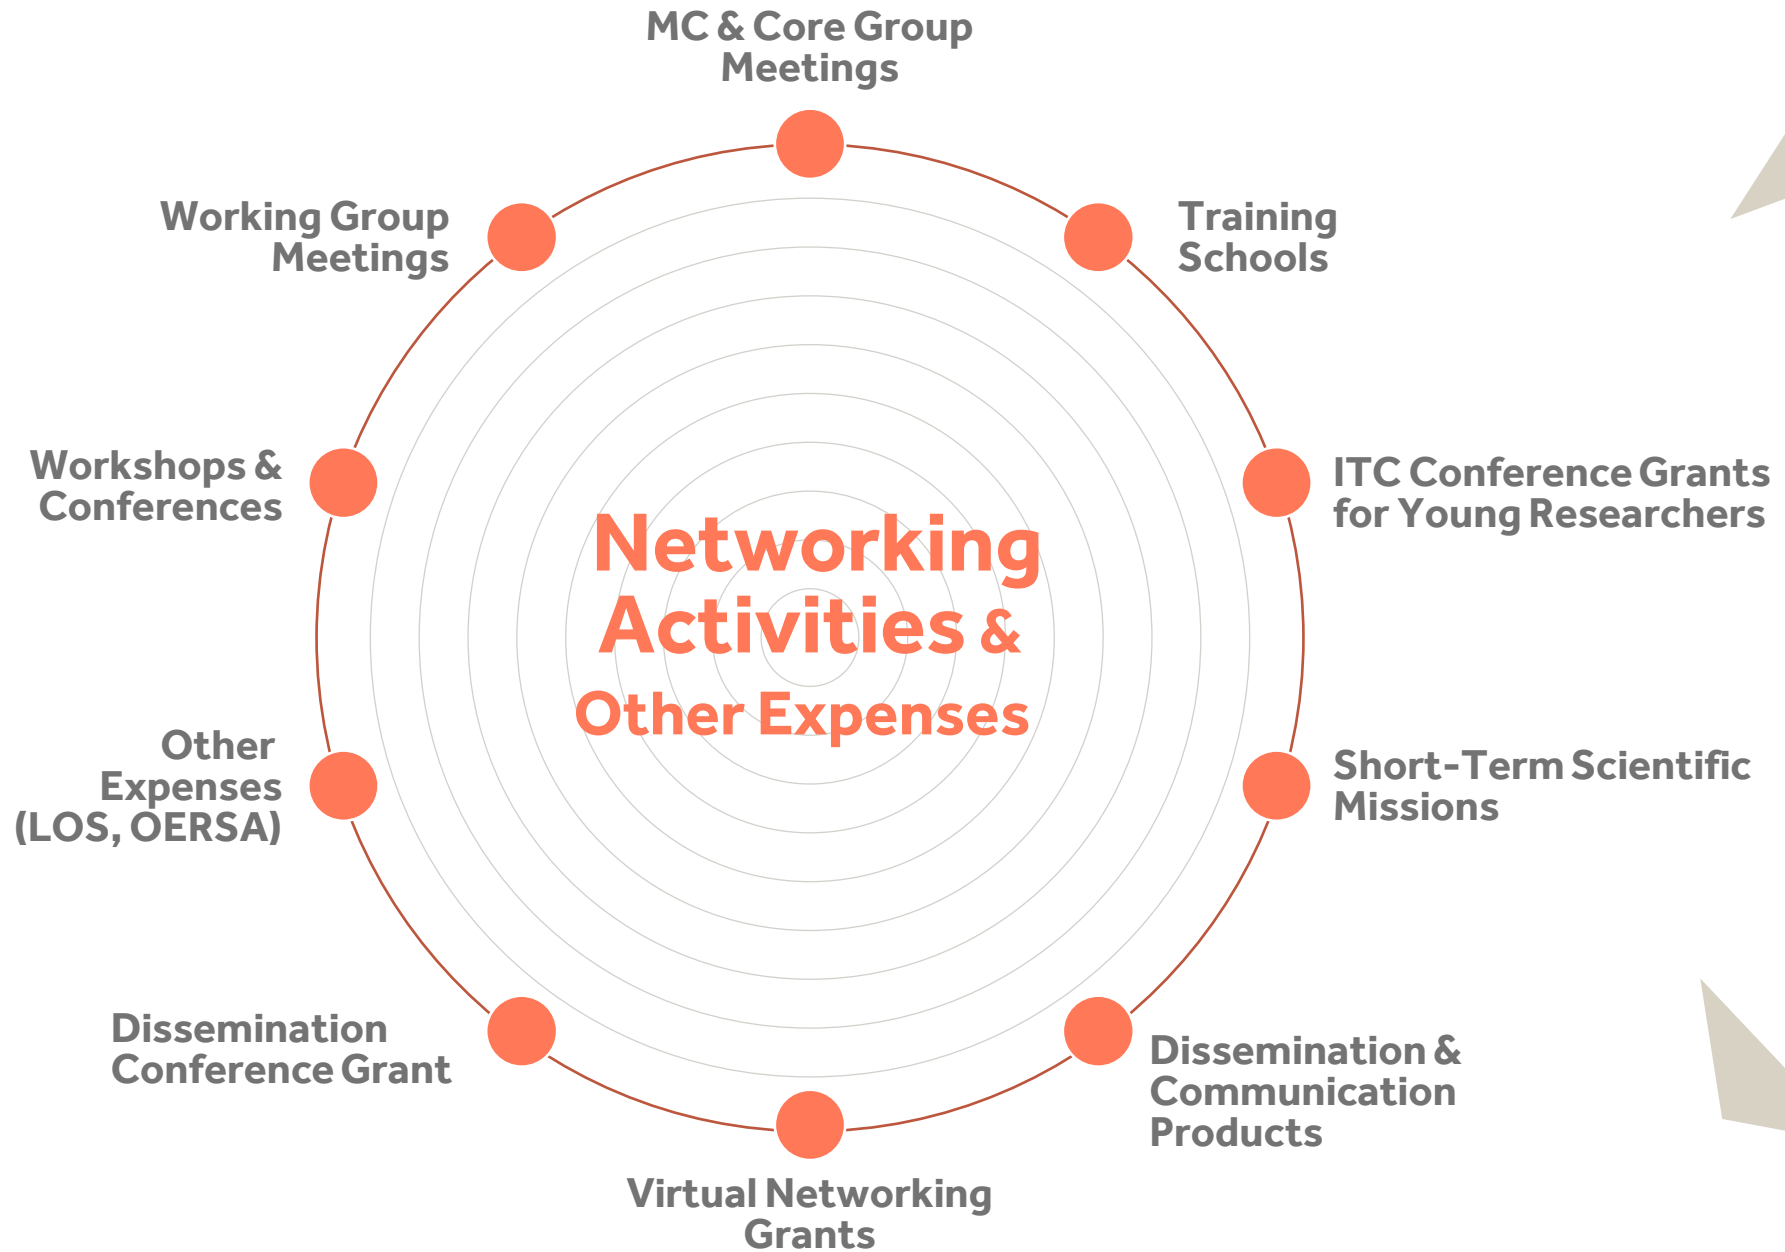 MC & Core Group
Meetings
Training
Schools
ITC Conference Grants
for Young Researchers
Short-Term Scientific
Missions
Dissemination &
Communication
Products
Virtual Networking
Grants
Dissemination
Conference Grant
Other
Expenses
(LOS, OERSA)
Workshops &
Conferences
Working Group
Meetings
Networking
Activities &
Other Expenses